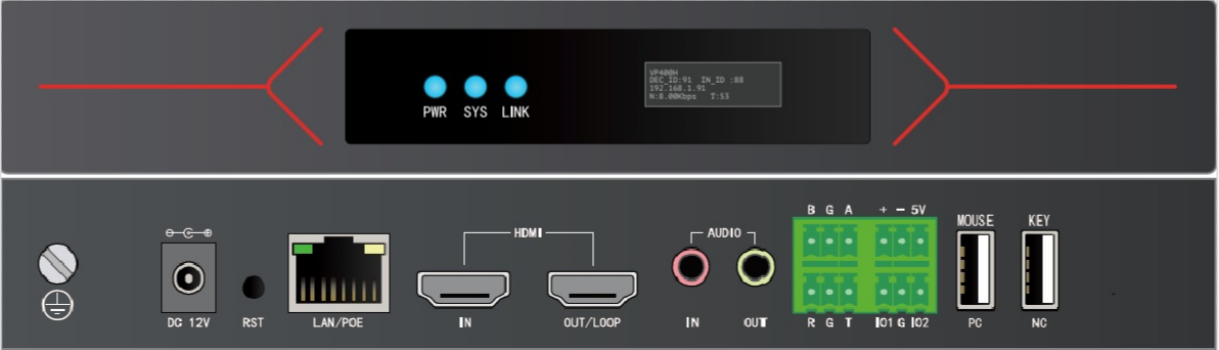 VP400H
DEC_ID:91 IN_ID :88
192.168.1.91
N:8.00Kbps T:53
PWR SYS LINK
B G A + − 5V MOUSE KEY
HDMI AUDIO
DC 12V RST LAN/POE IN OUT/LOOP IN OUT R G T IO1 G IO2 PC NC